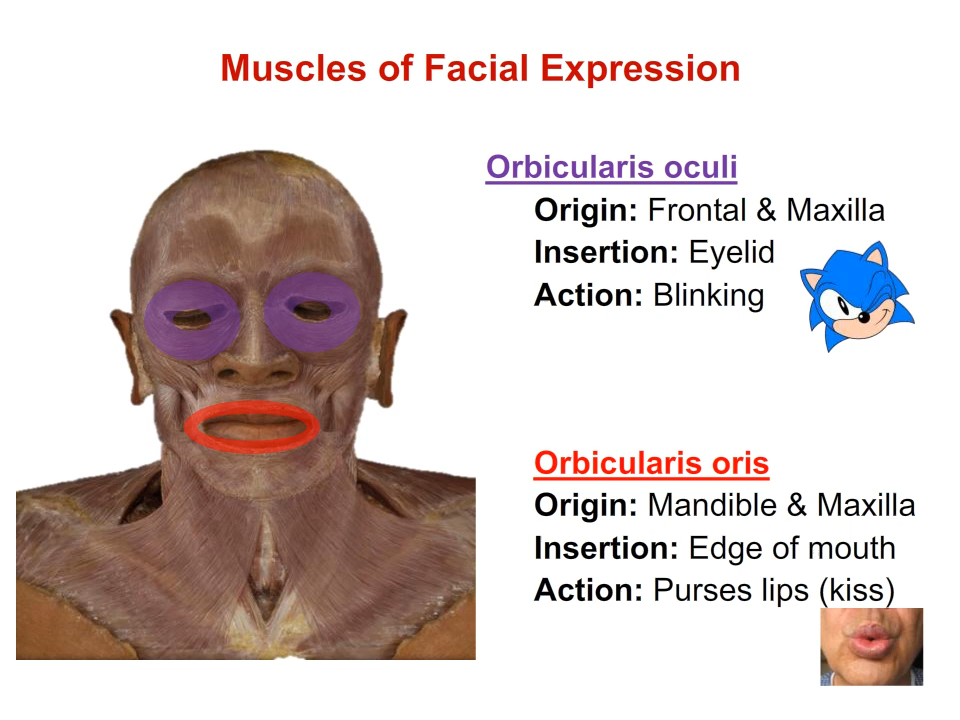 Muscles of Facial Expression
Orbicularis oculi
Origin: Frontal & Maxilla
Insertion: Eyelid
Action: Blinking
Orbicularis oris
Origin: Mandible & Maxilla
Insertion: Edge of mouth
Action: Purses lips (kiss)